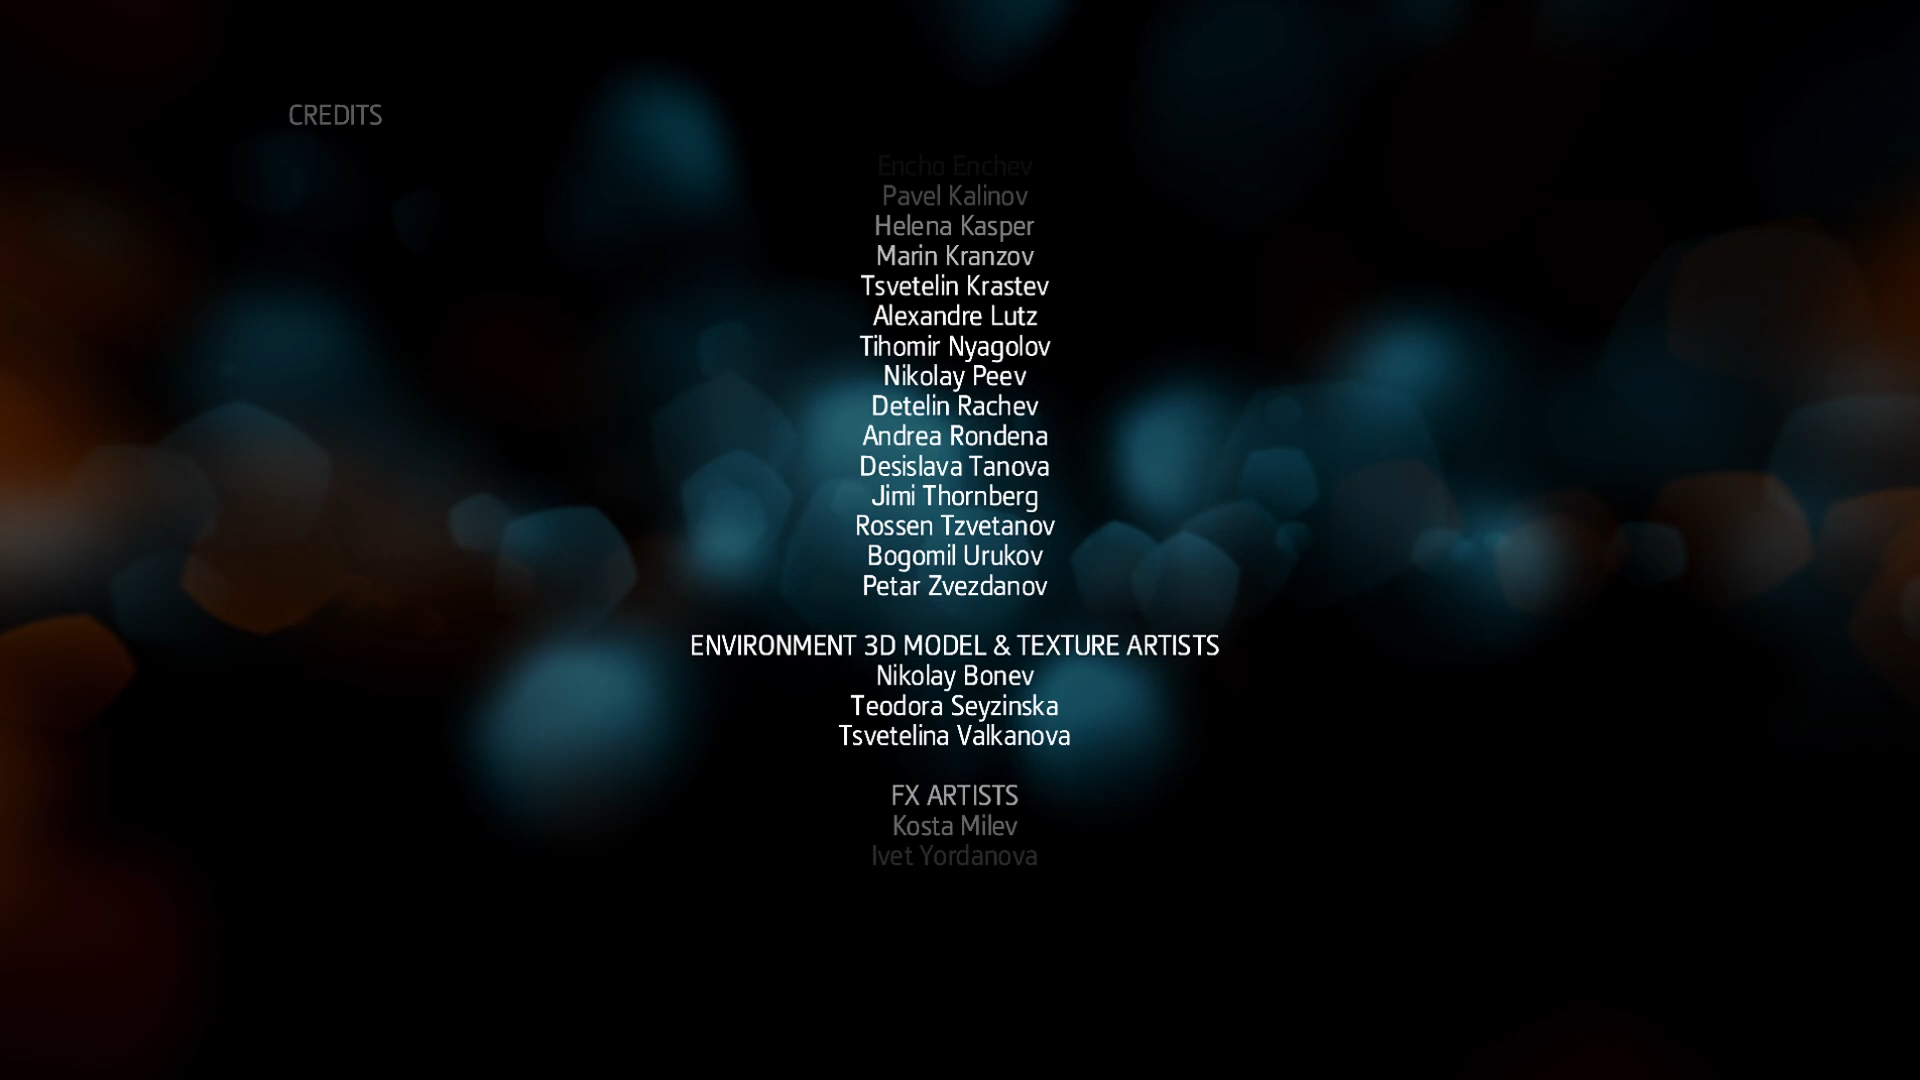 CREDITS
Encho Enchev
Pavel Kalinov
Helena Kasper
Marin Kranzov
Tsvetelin Krastev
Alexandre Lutz
Tihomir Nyagolov
Nikolay Peev
Detelin Rachev
Andrea Rondena
Desislava Tanova
Jimi Thornberg
Rossen Tzvetanov
Bogomil Urukov
Petar Zvezdanov
ENVIRONMENT 3D MODEL & TEXTURE ARTISTS
Nikolay Bonev
Teodora Seyzinska
Tsvetelina Valkanova
FX ARTISTS
Kosta Milev
Ivet Yordanova